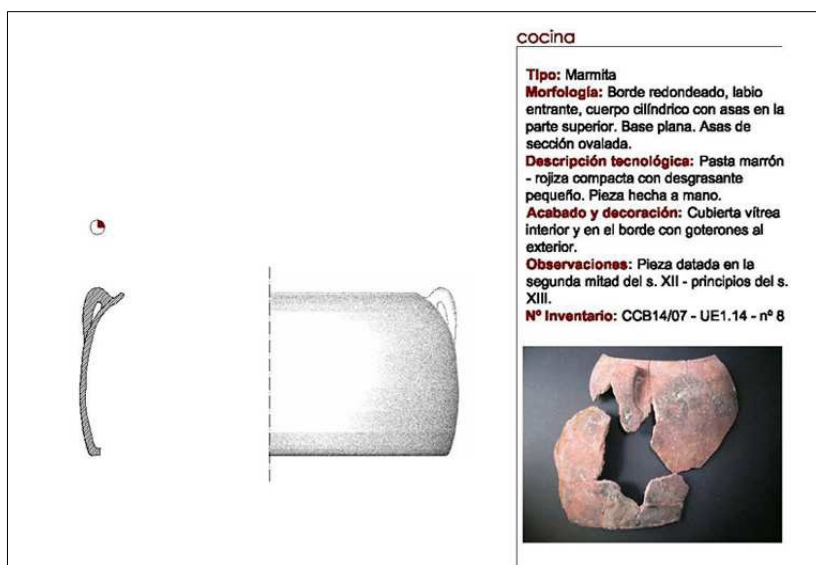 cocina
Tipo: Marmita
Morfología: Borde redondeado, labio
entrante, cuerpo cilíndrico con asas en la
parte superior. Base plana. Asas de
sección ovalada.
Descripción tecnológica: Pasta marrón
- rojiza compacta con desgrasante
pequeño. Pieza hecha a mano.
Acabado y decoración: Cubierta vítrea
interior y en el borde con goterones al
exterior.
Observaciones: Pieza datada en la
segunda mitad del s. XII - principios del s.
XIII.
Nº Inventario: CCB14/07 - UE1.14 - nº 8